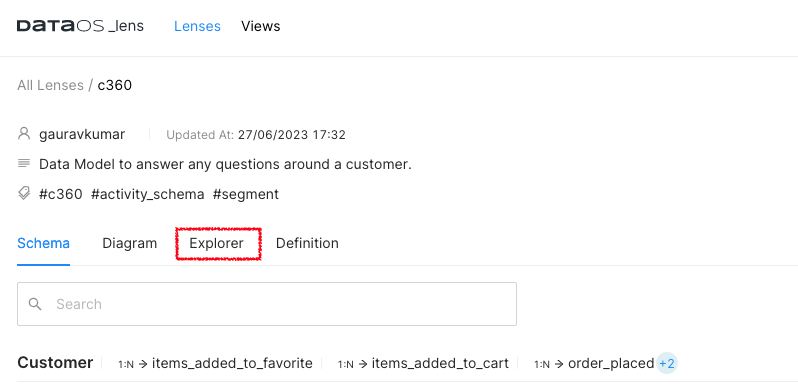 DATAOS _lens Lenses Views
All Lenses / c360
gauravkumar Updated At: 27/06/2023 17:32
Data Model to answer any questions around a customer.
#c360 #activity_schema #segment
Schema Diagram Explorer Definition
Search
Customer 1:N → items_added_to_favorite 1:N → items_added_to_cart 1:N → order_placed +2